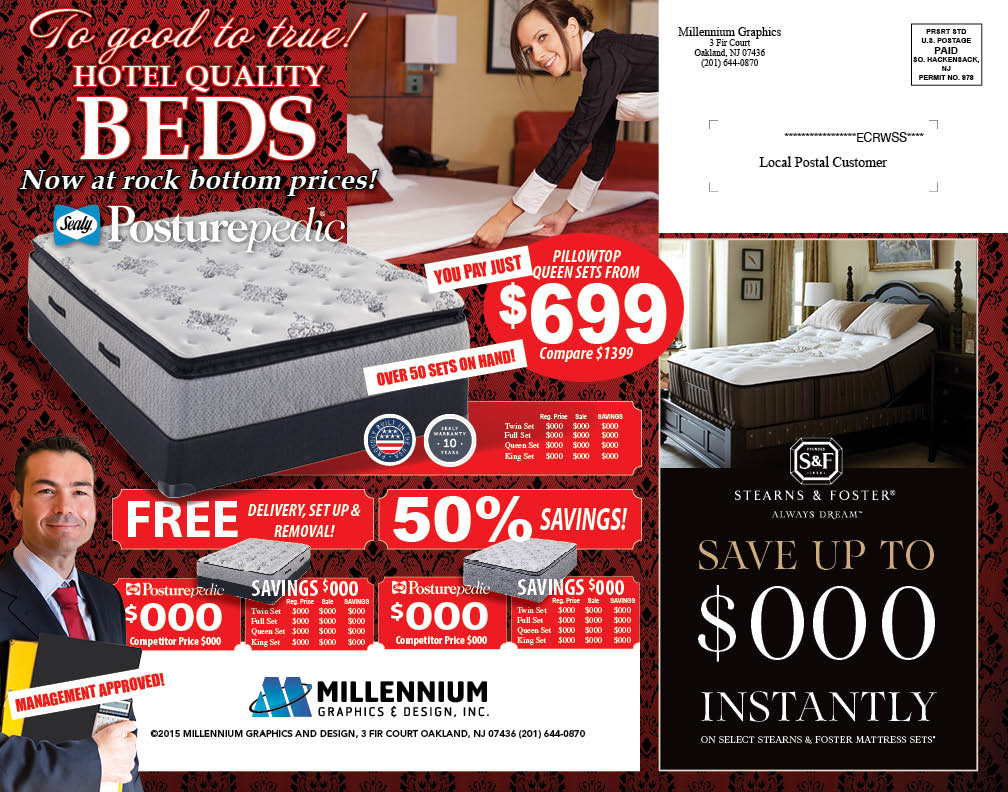 To good to true!
HOTEL QUALITY
BEDS
Now at rock bottom prices!
Sealy Posturepedic
YOU PAY JUST
PILLOWTOP
QUEEN SETS FROM
$699
Compare $1399
OVER 50 SETS ON HAND!
PROUDLY BUILT IN THE USA
SEALY
WARRANTY
10
YEARS
Reg. Price Sale SAVINGS
Twin Set $000 $000 $000
Full Set $000 $000 $000
Queen Set $000 $000 $000
King Set $000 $000 $000
FREE DELIVERY, SET UP &
REMOVAL!
50% SAVINGS!
Posturepedic
$000
Competitor Price $000
SAVINGS $000
Reg. Price Sale SAVINGS
Twin Set $000 $000 $000
Full Set $000 $000 $000
Queen Set $000 $000 $000
King Set $000 $000 $000
Posturepedic
$000
Competitor Price $000
SAVINGS $000
Reg. Price Sale SAVINGS
Twin Set $000 $000 $000
Full Set $000 $000 $000
Queen Set $000 $000 $000
King Set $000 $000 $000
MANAGEMENT APPROVED!
MILLENNIUM
GRAPHICS & DESIGN, INC.
©2015 MILLENNIUM GRAPHICS AND DESIGN, 3 FIR COURT OAKLAND, NJ 07436 (201) 644-0870
Millennium Graphics
3 Fir Court
Oakland, NJ 07436
(201) 644-0870
PRSRT STD
U.S. POSTAGE
PAID
SO. HACKENSACK,
NJ
PERMIT NO. 978
*****************ECRWSS****
Local Postal Customer
FOUNDED
S&F
1846
STEARNS & FOSTER®
ALWAYS DREAM™
SAVE UP TO
$000
INSTANTLY
ON SELECT STEARNS & FOSTER MATTRESS SETS*